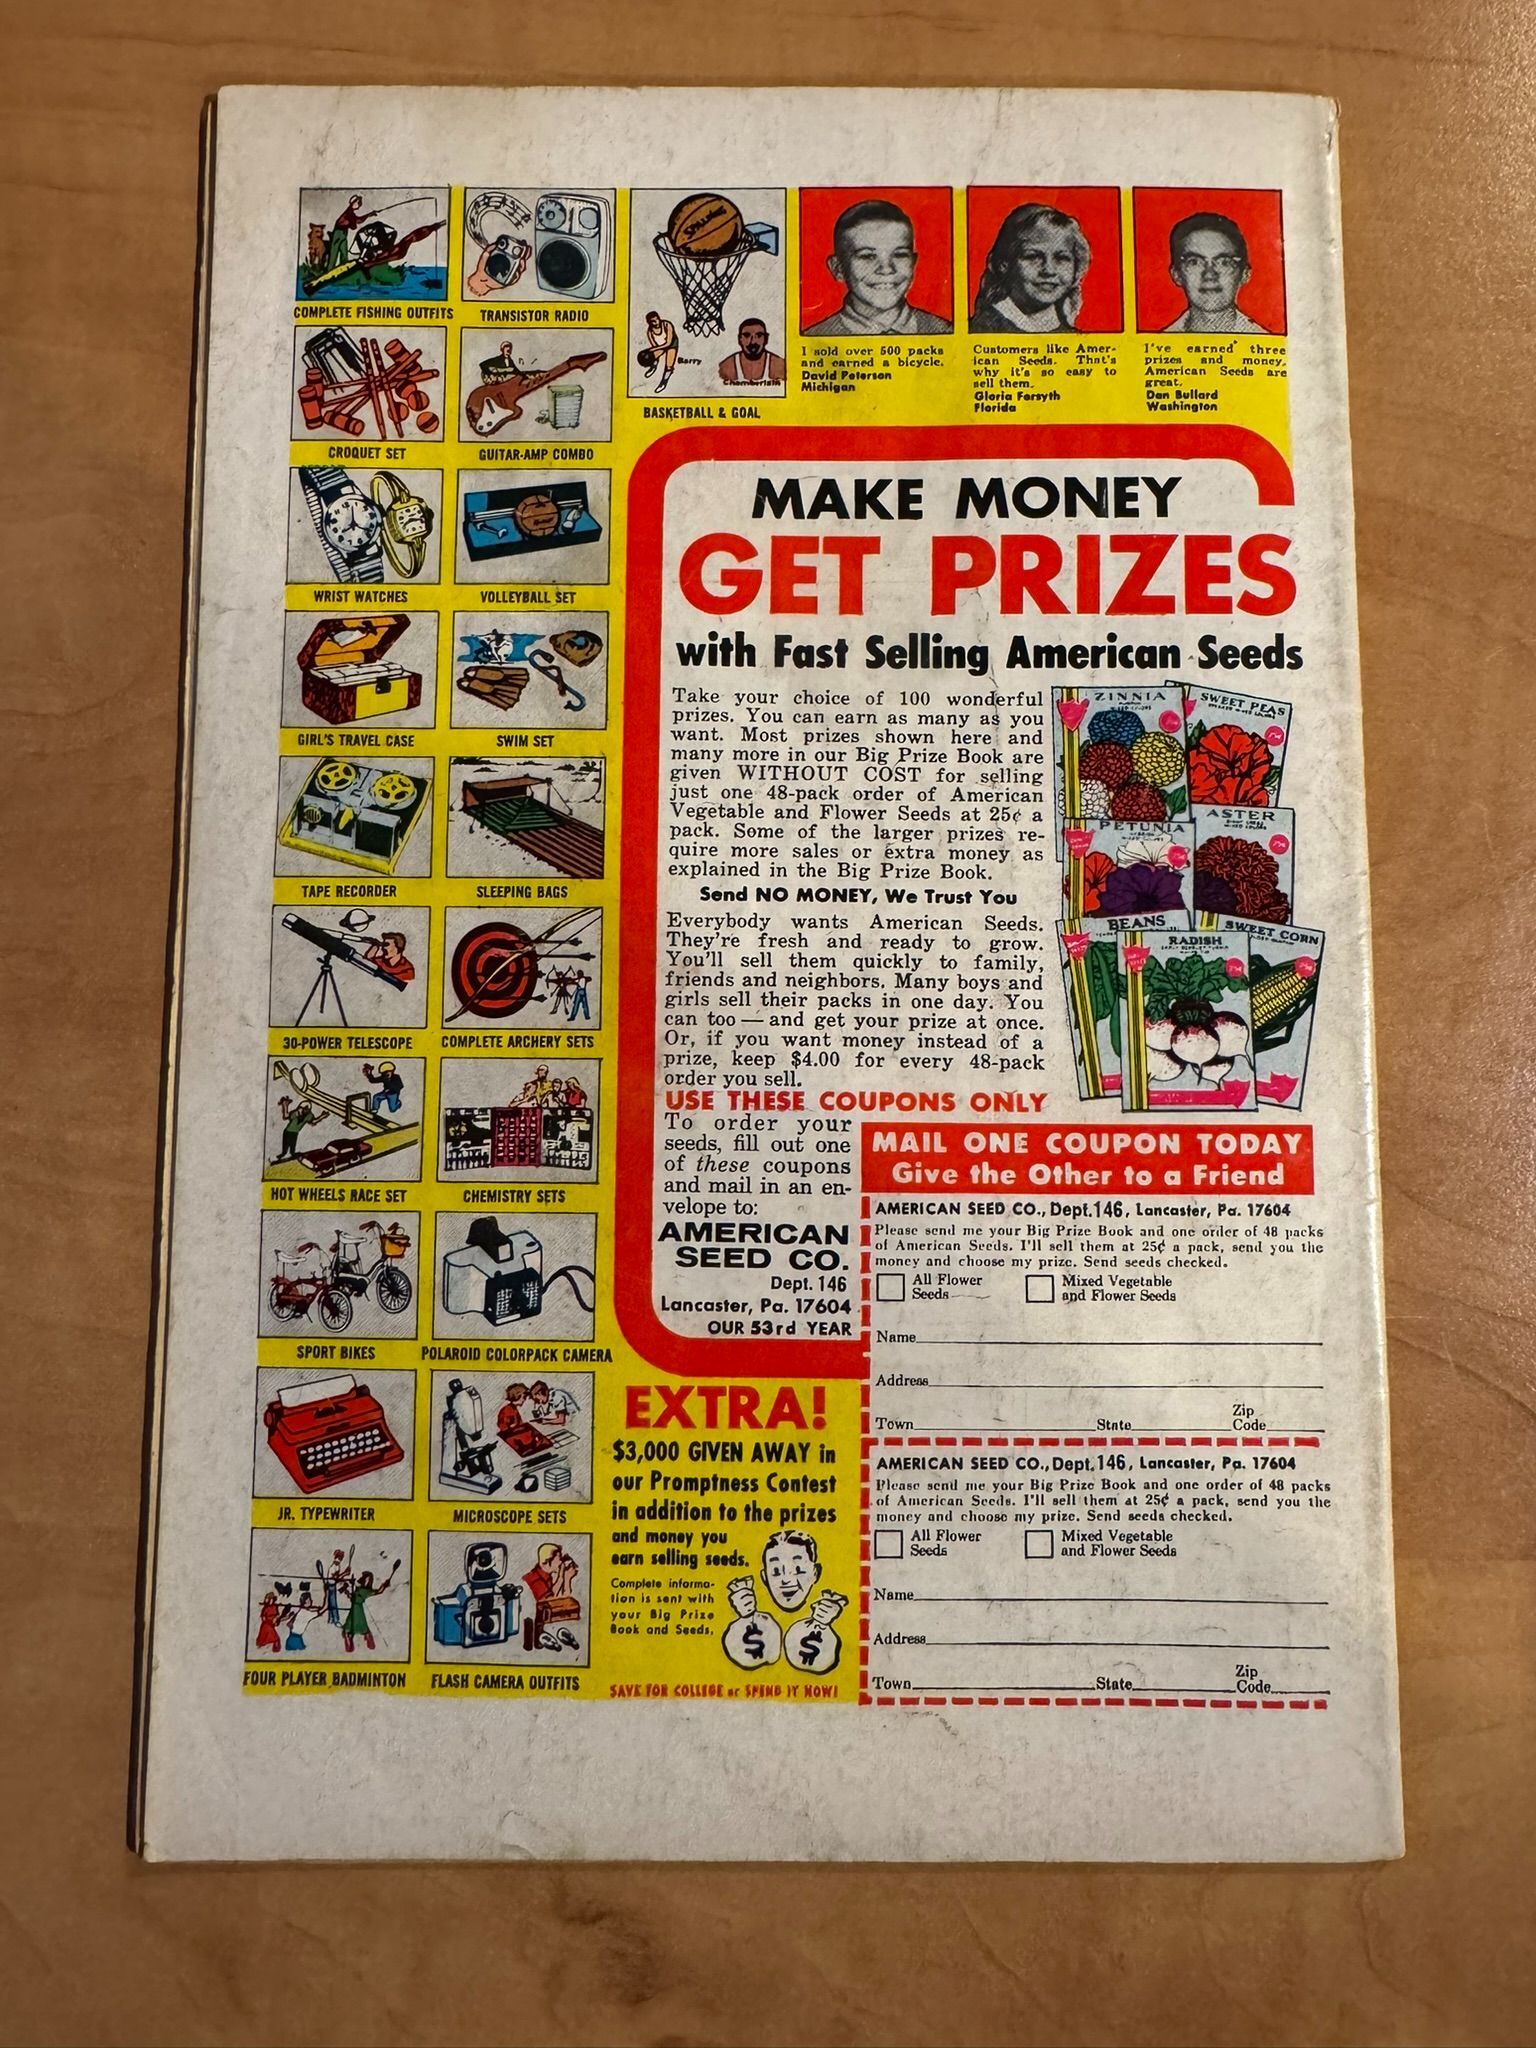 COMPLETE FISHING OUTFITS
TRANSISTOR RADIO
SPALDING
Barry
Chamberlain
BASKETBALL & GOAL
CROQUET SET
GUITAR-AMP COMBO
WRIST WATCHES
VOLLEYBALL SET
GIRL'S TRAVEL CASE
SWIM SET
TAPE RECORDER
SLEEPING BAGS
30-POWER TELESCOPE
COMPLETE ARCHERY SETS
HOT WHEELS RACE SET
CHEMISTRY SETS
SPORT BIKES
POLAROID COLORPACK CAMERA
JR. TYPEWRITER
MICROSCOPE SETS
FOUR PLAYER BADMINTON
FLASH CAMERA OUTFITS
I sold over 500 packs
and earned a bicycle.
David Peterson
Michigan
Customers like Amer-
ican Seeds. That's
why it's so easy to
sell them.
Gloria Forsyth
Florida
I've earned three
prizes and money.
American Seeds are
great.
Dan Bullard
Washington
MAKE MONEY
GET PRIZES
with Fast Selling American Seeds
Take your choice of 100 wonderful
prizes. You can earn as many as you
want. Most prizes shown here and
many more in our Big Prize Book are
given WITHOUT COST for selling
just one 48-pack order of American
Vegetable and Flower Seeds at 25¢ a
pack. Some of the larger prizes re-
quire more sales or extra money as
explained in the Big Prize Book.
Send NO MONEY, We Trust You
Everybody wants American Seeds.
They're fresh and ready to grow.
You'll sell them quickly to family,
friends and neighbors. Many boys and
girls sell their packs in one day. You
can too — and get your prize at once.
Or, if you want money instead of a
prize, keep $4.00 for every 48-pack
order you sell.
USE THESE COUPONS ONLY
To order your
seeds, fill out one
of these coupons
and mail in an en-
velope to:
AMERICAN
SEED CO.
Dept. 146
Lancaster, Pa. 17604
OUR 53rd YEAR
ZINNIA
SWEET PEAS
PETUNIA
ASTER
BEANS
RADISH
SWEET CORN
MAIL ONE COUPON TODAY
Give the Other to a Friend
AMERICAN SEED CO., Dept. 146, Lancaster, Pa. 17604
Please send me your Big Prize Book and one order of 48 packs
of American Seeds. I'll sell them at 25¢ a pack, send you the
money and choose my prize. Send seeds checked.
All Flower
Seeds
Mixed Vegetable
and Flower Seeds
Name
Address
Town State Zip
Code
AMERICAN SEED CO., Dept. 146, Lancaster, Pa. 17604
Please send me your Big Prize Book and one order of 48 packs
of American Seeds. I'll sell them at 25¢ a pack, send you the
money and choose my prize. Send seeds checked.
All Flower
Seeds
Mixed Vegetable
and Flower Seeds
Name
Address
Town State Zip
Code
EXTRA!
$3,000 GIVEN AWAY in
our Promptness Contest
in addition to the prizes
and money you
earn selling seeds.
Complete informa-
tion is sent with
your Big Prize
Book and Seeds.
$ $
SAVE FOR COLLEGE or SPEND IT NOW!